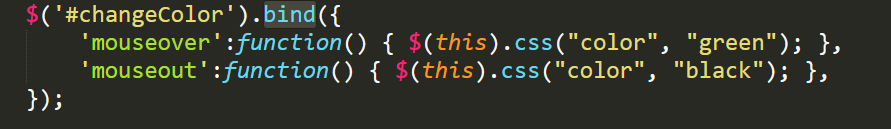 $('#changeColor').bind({
    'mouseover':function() { $(this).css("color", "green"); },
    'mouseout':function() { $(this).css("color", "black"); },
});